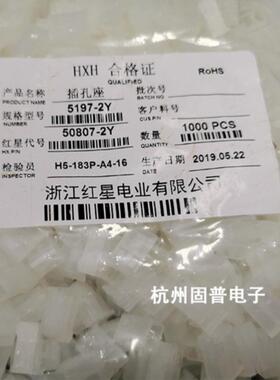 HXH 合格证 RoHS
QUALIFIED
产品名称 插孔座 批次号
PRODUCT NAME BATCH NO
规格型号 5197-2Y 客户料号
NUMBER CUS P/N
红星代号 50807-2Y 数量 1000 PCS
HX P/N QUANTITY
检验员 H5-183P-A4-16 生产日期 2019.05.22
INSPECTOR DATE
浙江红星电业有限公司
杭州固普电子